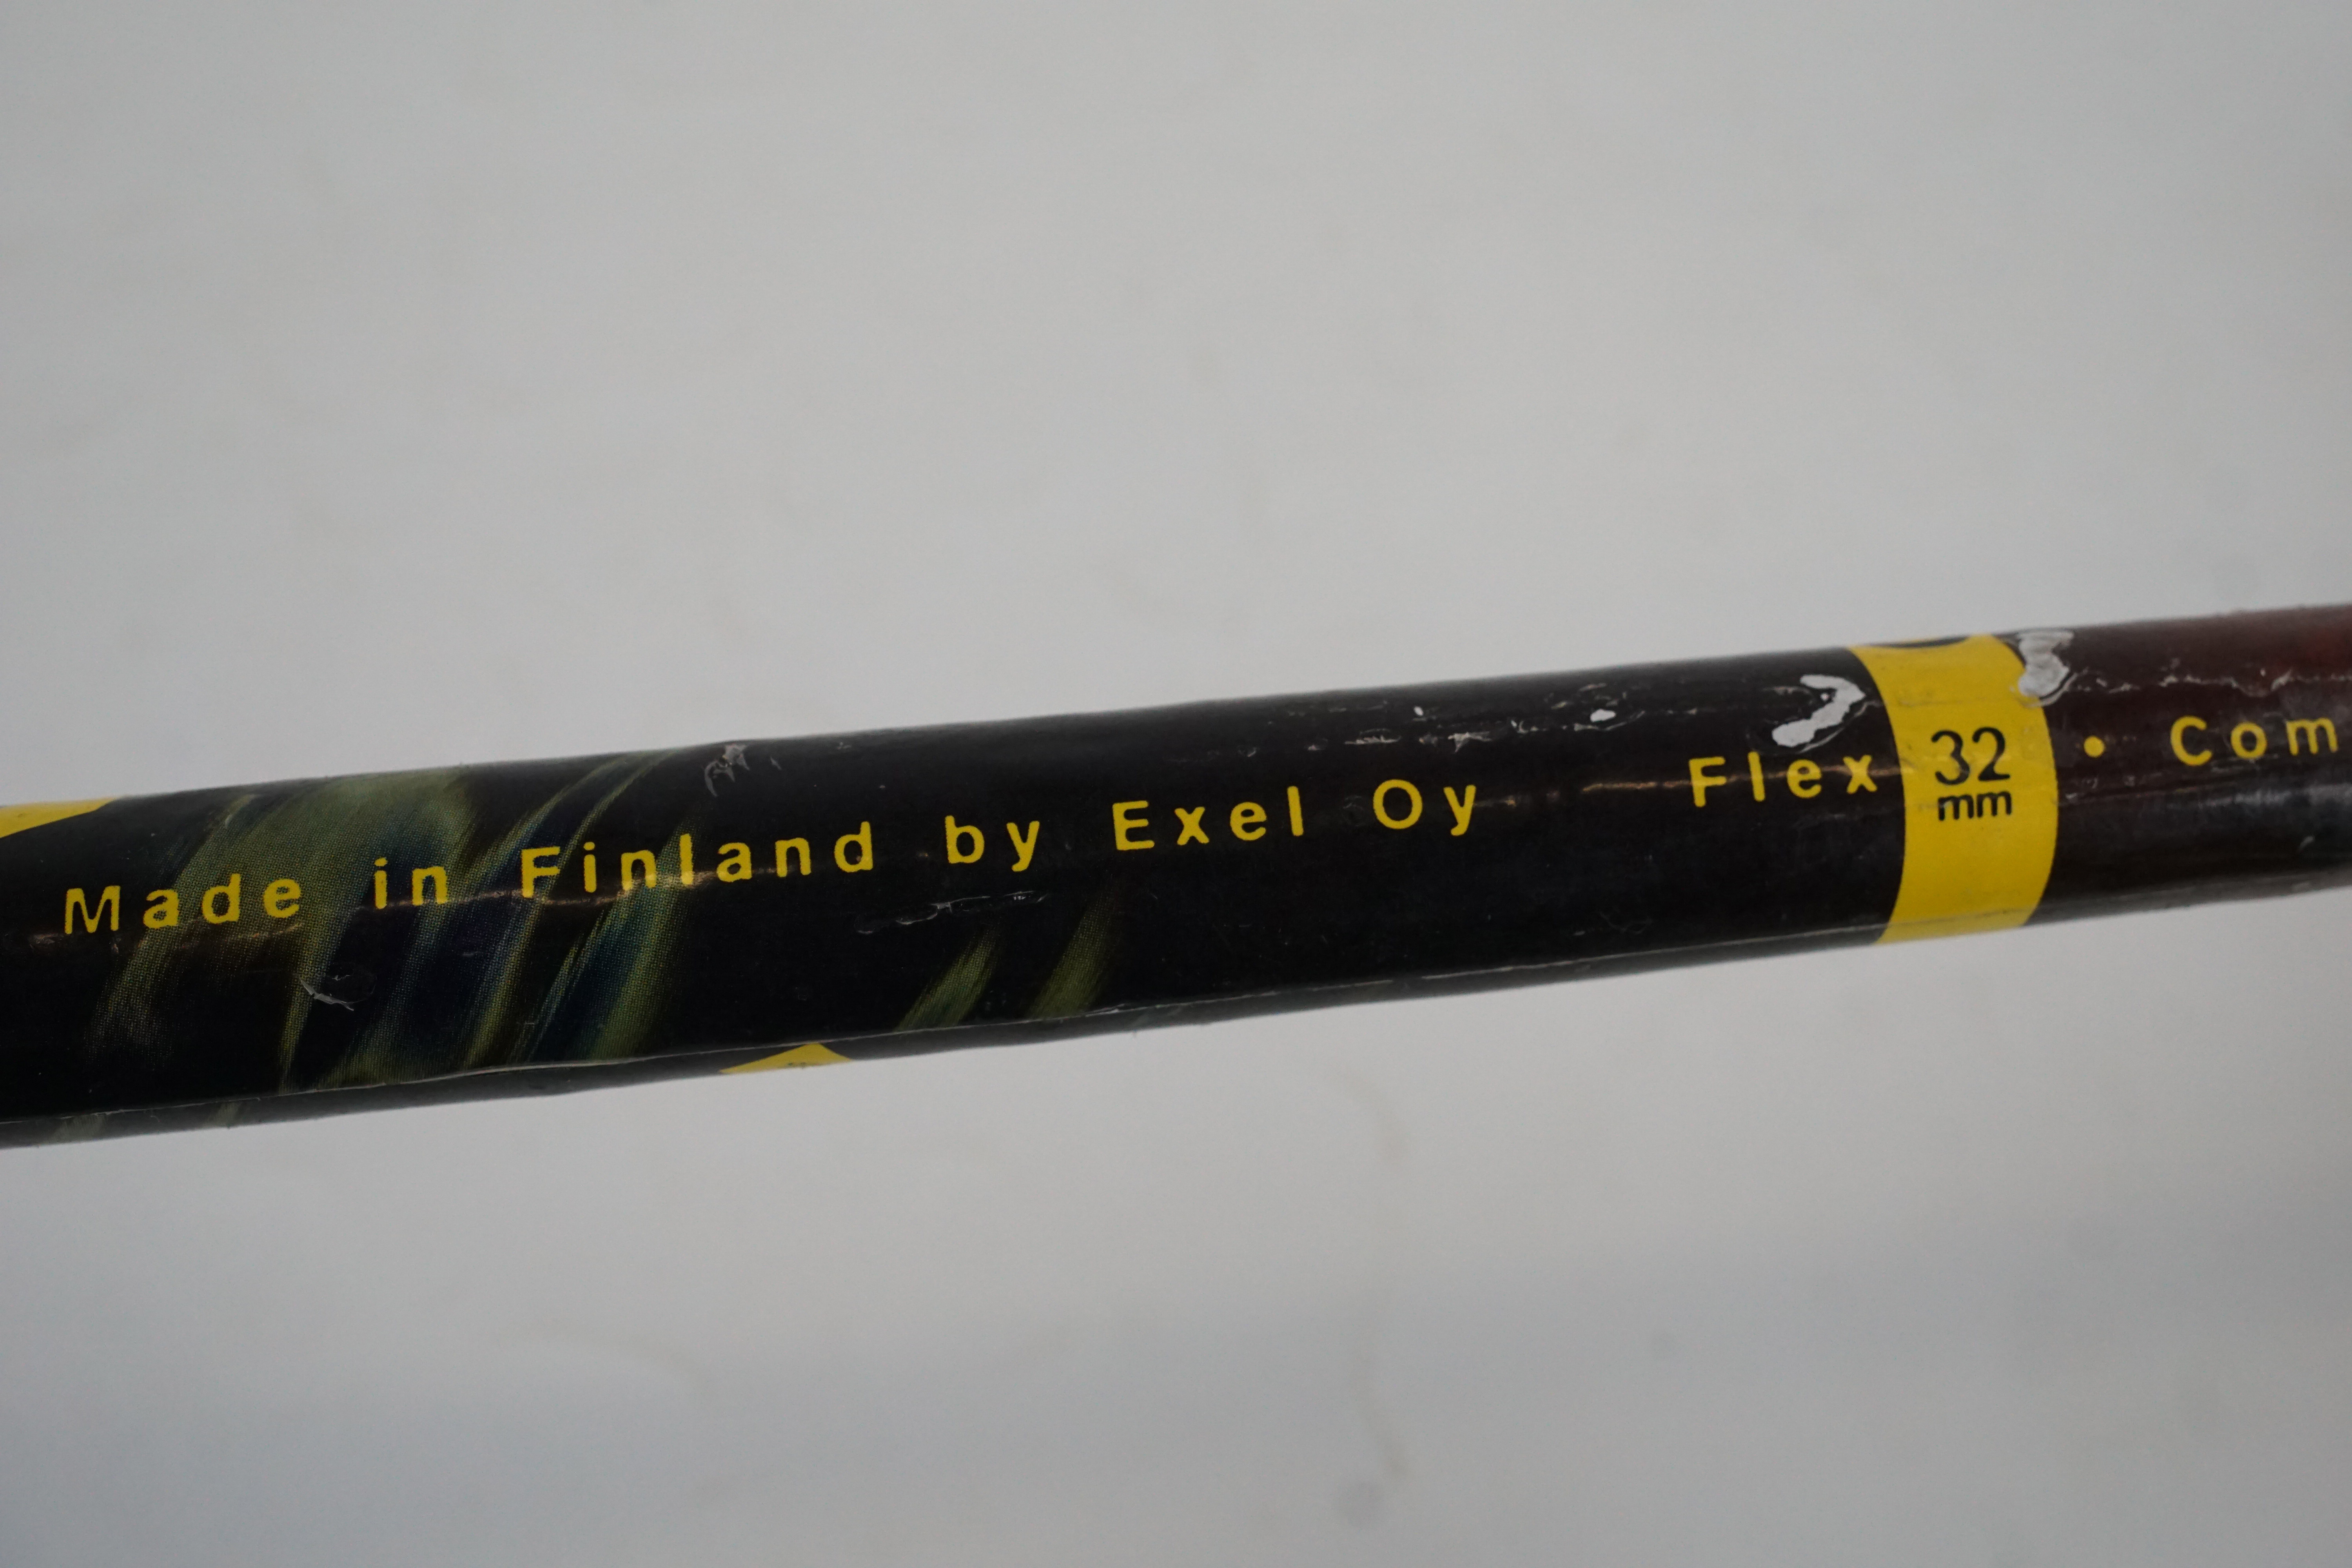 Made in Finland by Exel Oy Flex 32 mm • Com